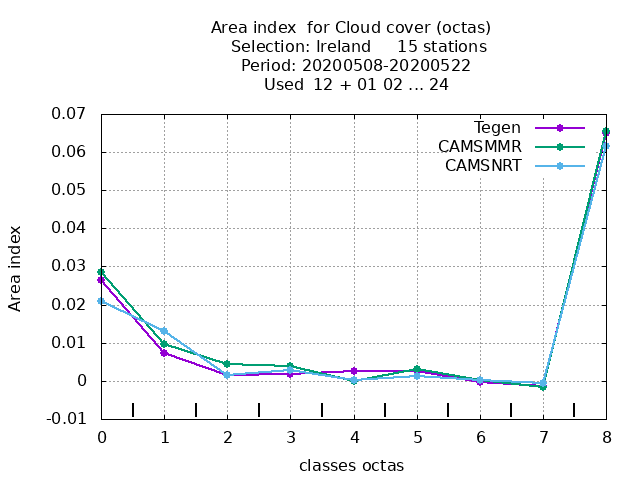 Area index  for Cloud cover (octas)
Selection: Ireland     15 stations
Period: 20200508-20200522
Used  12 + 01 02 ... 24
Tegen
CAMSMMR
CAMSNRT
0.07
0.06
0.05
0.04
0.03
0.02
0.01
0
-0.01
Area index
0 1 2 3 4 5 6 7 8
classes octas